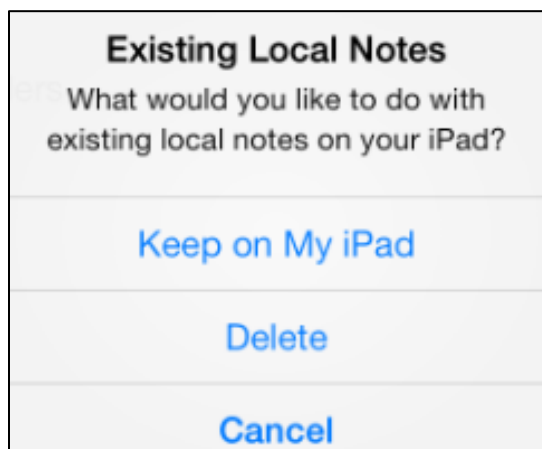 Existing Local Notes
What would you like to do with
existing local notes on your iPad?
Keep on My iPad
Delete
Cancel